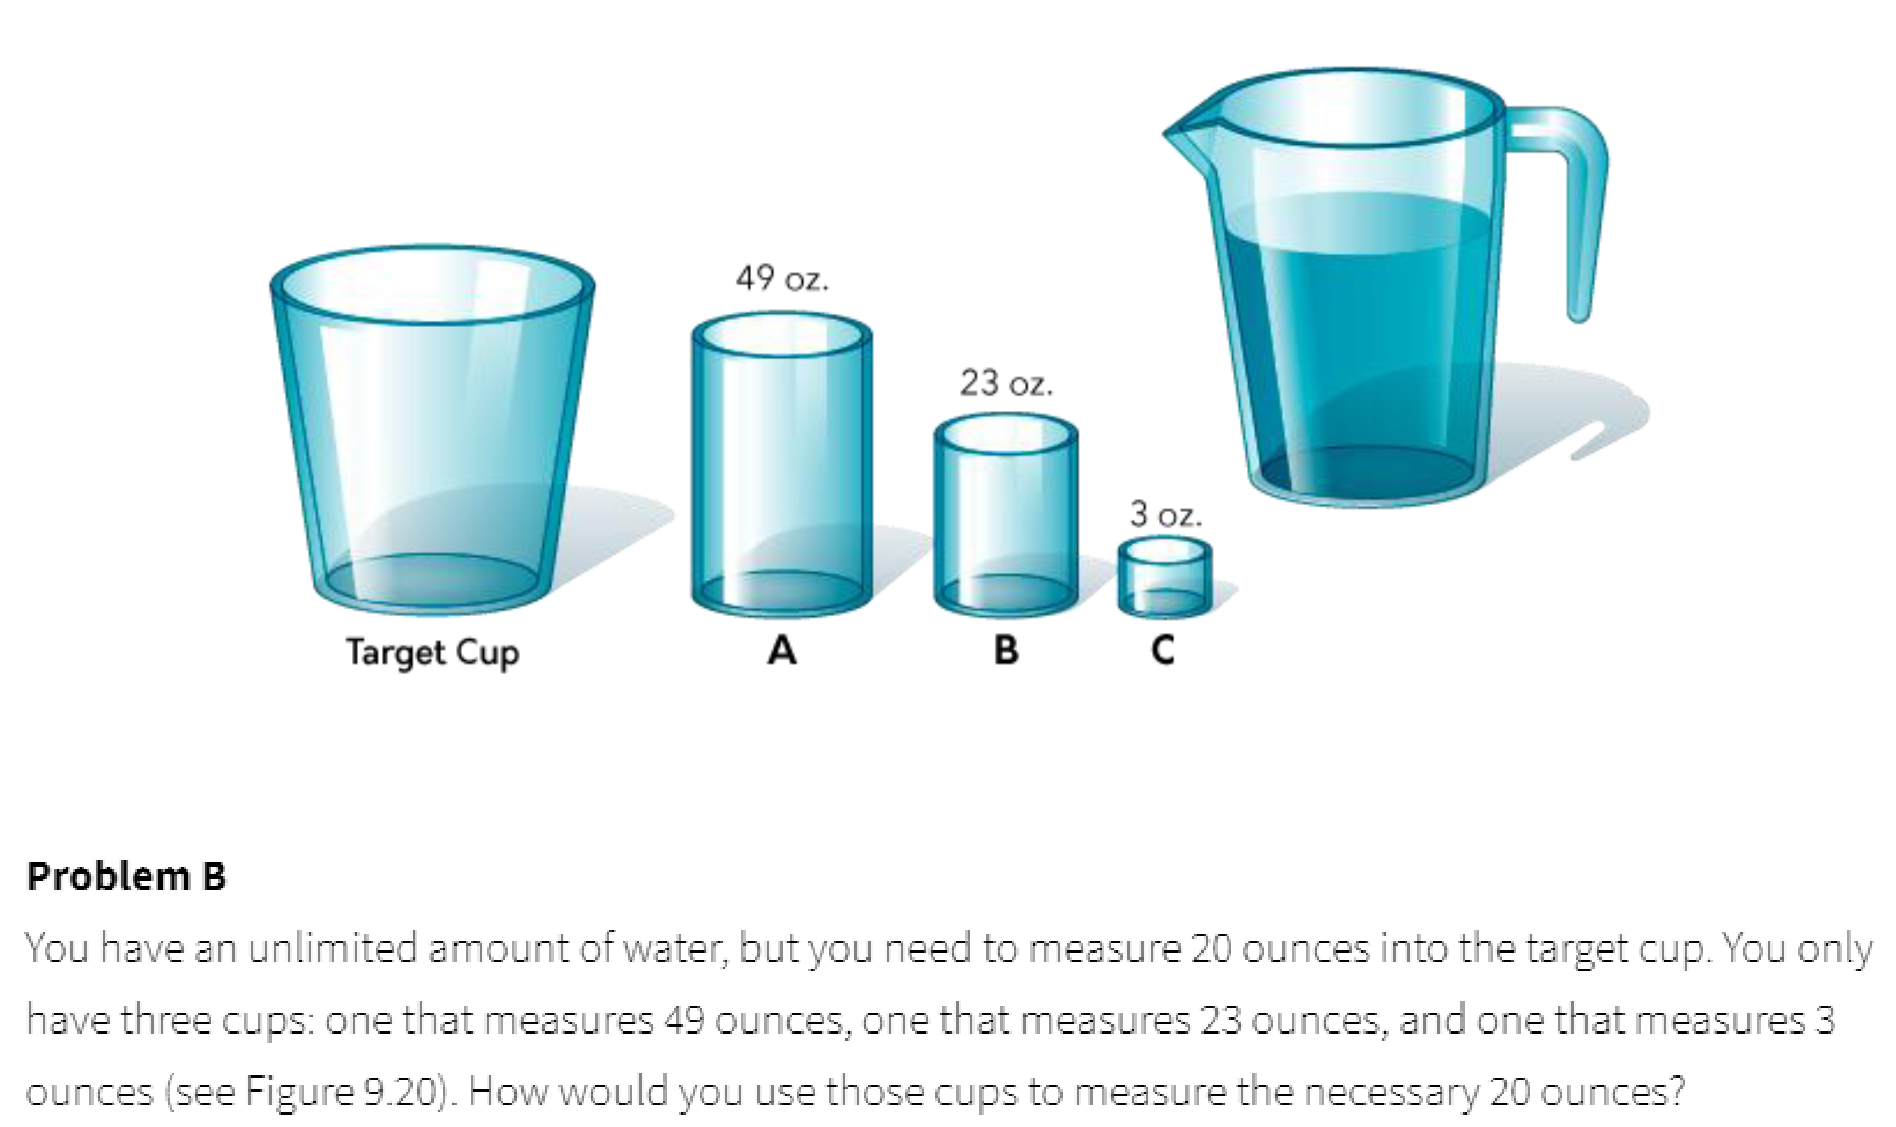 49 oz.
23 oz.
3 oz.
Target Cup
A
B
C
Problem B
You have an unlimited amount of water, but you need to measure 20 ounces into the target cup. You only
have three cups: one that measures 49 ounces, one that measures 23 ounces, and one that measures 3
ounces (see Figure 9.20). How would you use those cups to measure the necessary 20 ounces?